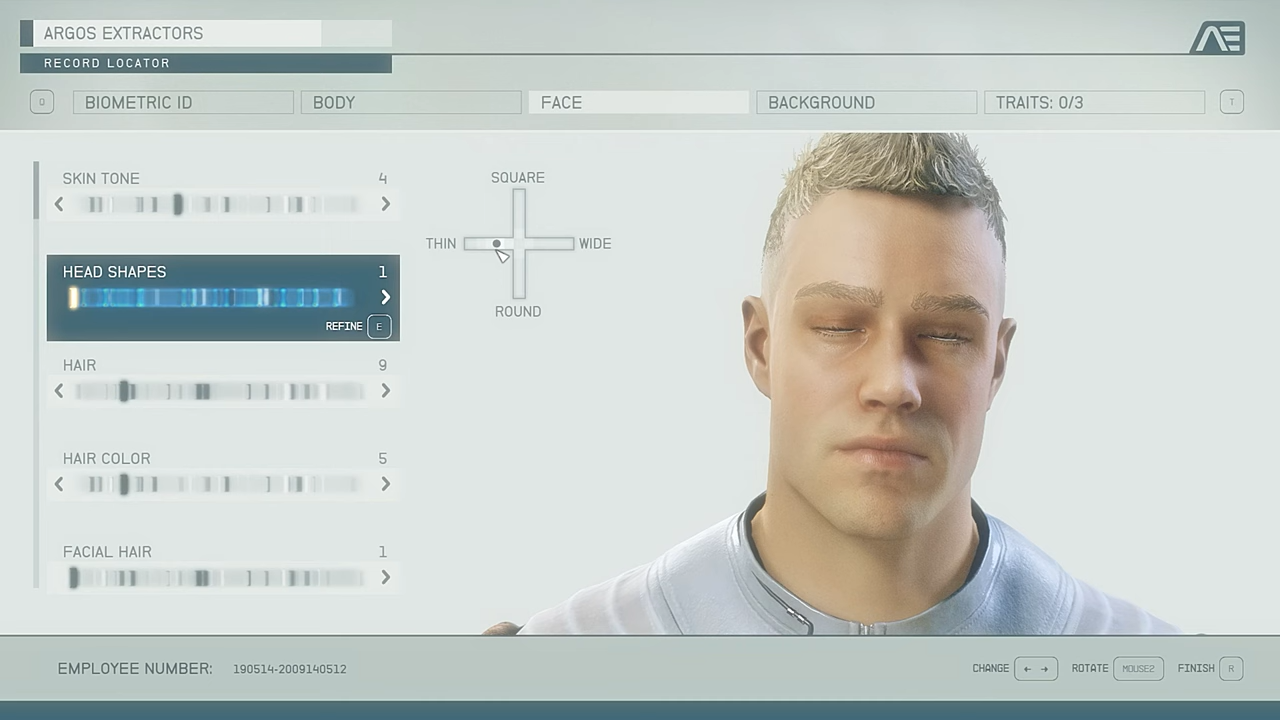 ARGOS EXTRACTORS
AE
RECORD LOCATOR
Q BIOMETRIC ID BODY FACE BACKGROUND TRAITS: 0/3 T
SKIN TONE 4
HEAD SHAPES 1
REFINE E
HAIR 9
HAIR COLOR 5
FACIAL HAIR 1
SQUARE
THIN WIDE
ROUND
EMPLOYEE NUMBER: 190514-2009140512
CHANGE ← → ROTATE MOUSE2 FINISH R